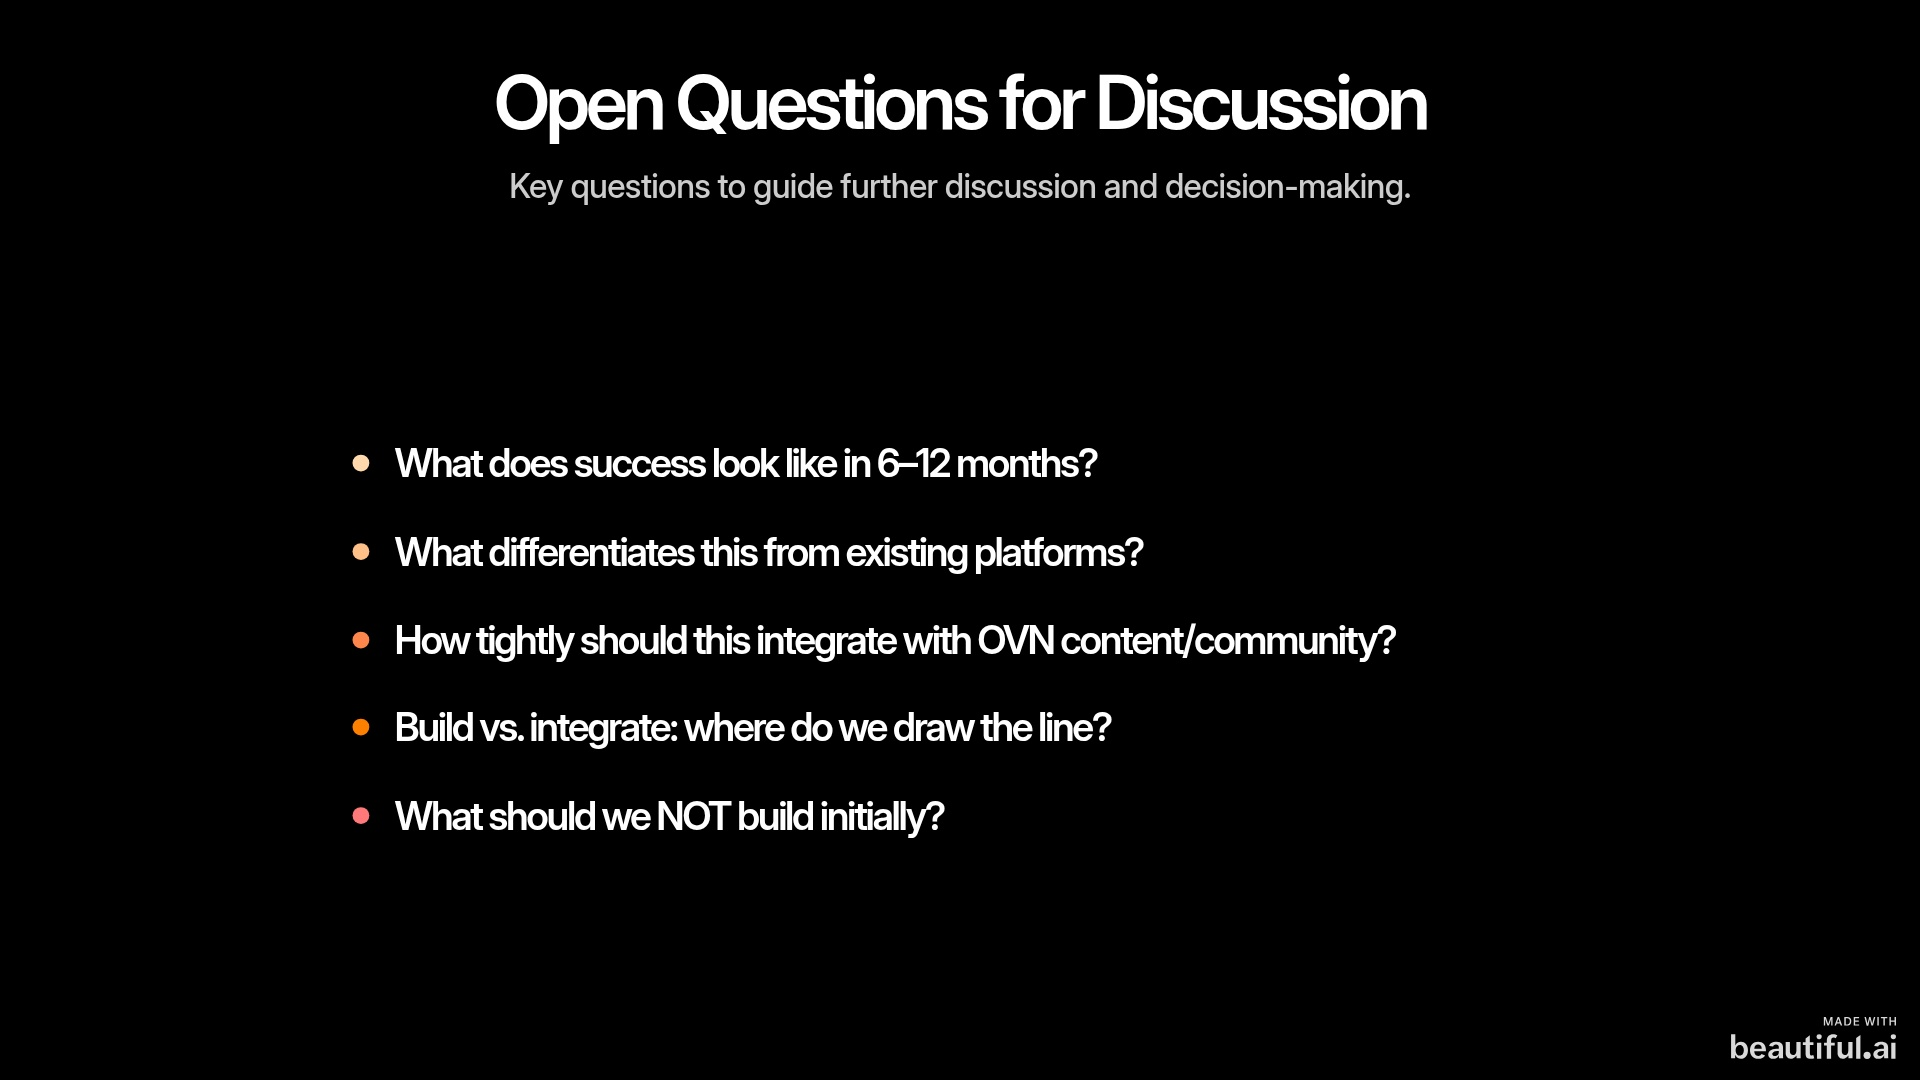 Open Questions for Discussion
Key questions to guide further discussion and decision-making.
What does success look like in 6–12 months?
What differentiates this from existing platforms?
How tightly should this integrate with OVN content/community?
Build vs. integrate: where do we draw the line?
What should we NOT build initially?
MADE WITH
beautiful.ai